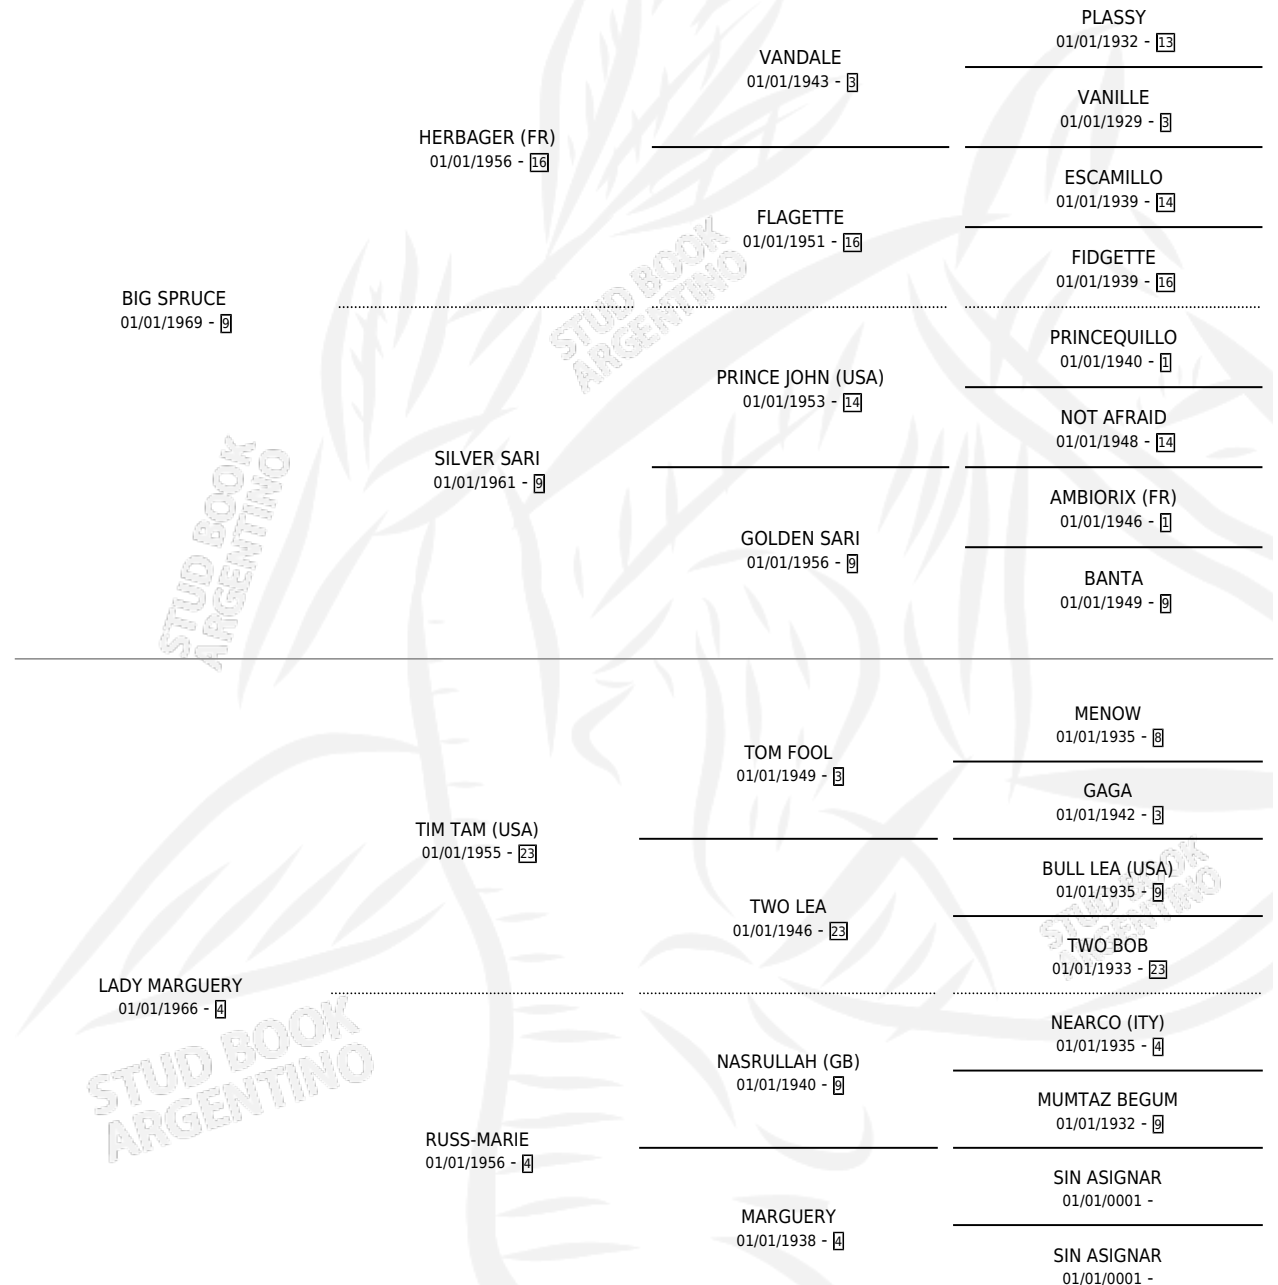 PLASSY
01/01/1932 - 13
VANDALE
01/01/1943 - 3
VANILLE
01/01/1929 - 3
HERBAGER (FR)
01/01/1956 - 16
ESCAMILLO
01/01/1939 - 14
FLAGETTE
01/01/1951 - 16
FIDGETTE
01/01/1939 - 16
BIG SPRUCE
01/01/1969 - 9
STUD BOOK
ARGENTINO
PRINCEQUILLO
01/01/1940 - 1
PRINCE JOHN (USA)
01/01/1953 - 14
NOT AFRAID
01/01/1948 - 14
SILVER SARI
01/01/1961 - 9
AMBIORIX (FR)
01/01/1946 - 1
GOLDEN SARI
01/01/1956 - 9
BANTA
01/01/1949 - 9
STUD BOOK
ARGENTINO
MENOW
01/01/1935 - 8
TOM FOOL
01/01/1949 - 3
GAGA
01/01/1942 - 3
TIM TAM (USA)
01/01/1955 - 23
BULL LEA (USA)
01/01/1935 - 9
TWO LEA
01/01/1946 - 23
STUD BOOK
ARGENTINO
TWO BOB
01/01/1933 - 23
LADY MARGUERY
01/01/1966 - 4
NEARCO (ITY)
01/01/1935 - 4
NASRULLAH (GB)
01/01/1940 - 9
STUD BOOK
ARGENTINO
MUMTAZ BEGUM
01/01/1932 - 9
RUSS-MARIE
01/01/1956 - 4
SIN ASIGNAR
01/01/0001 -
MARGUERY
01/01/1938 - 4
SIN ASIGNAR
01/01/0001 -